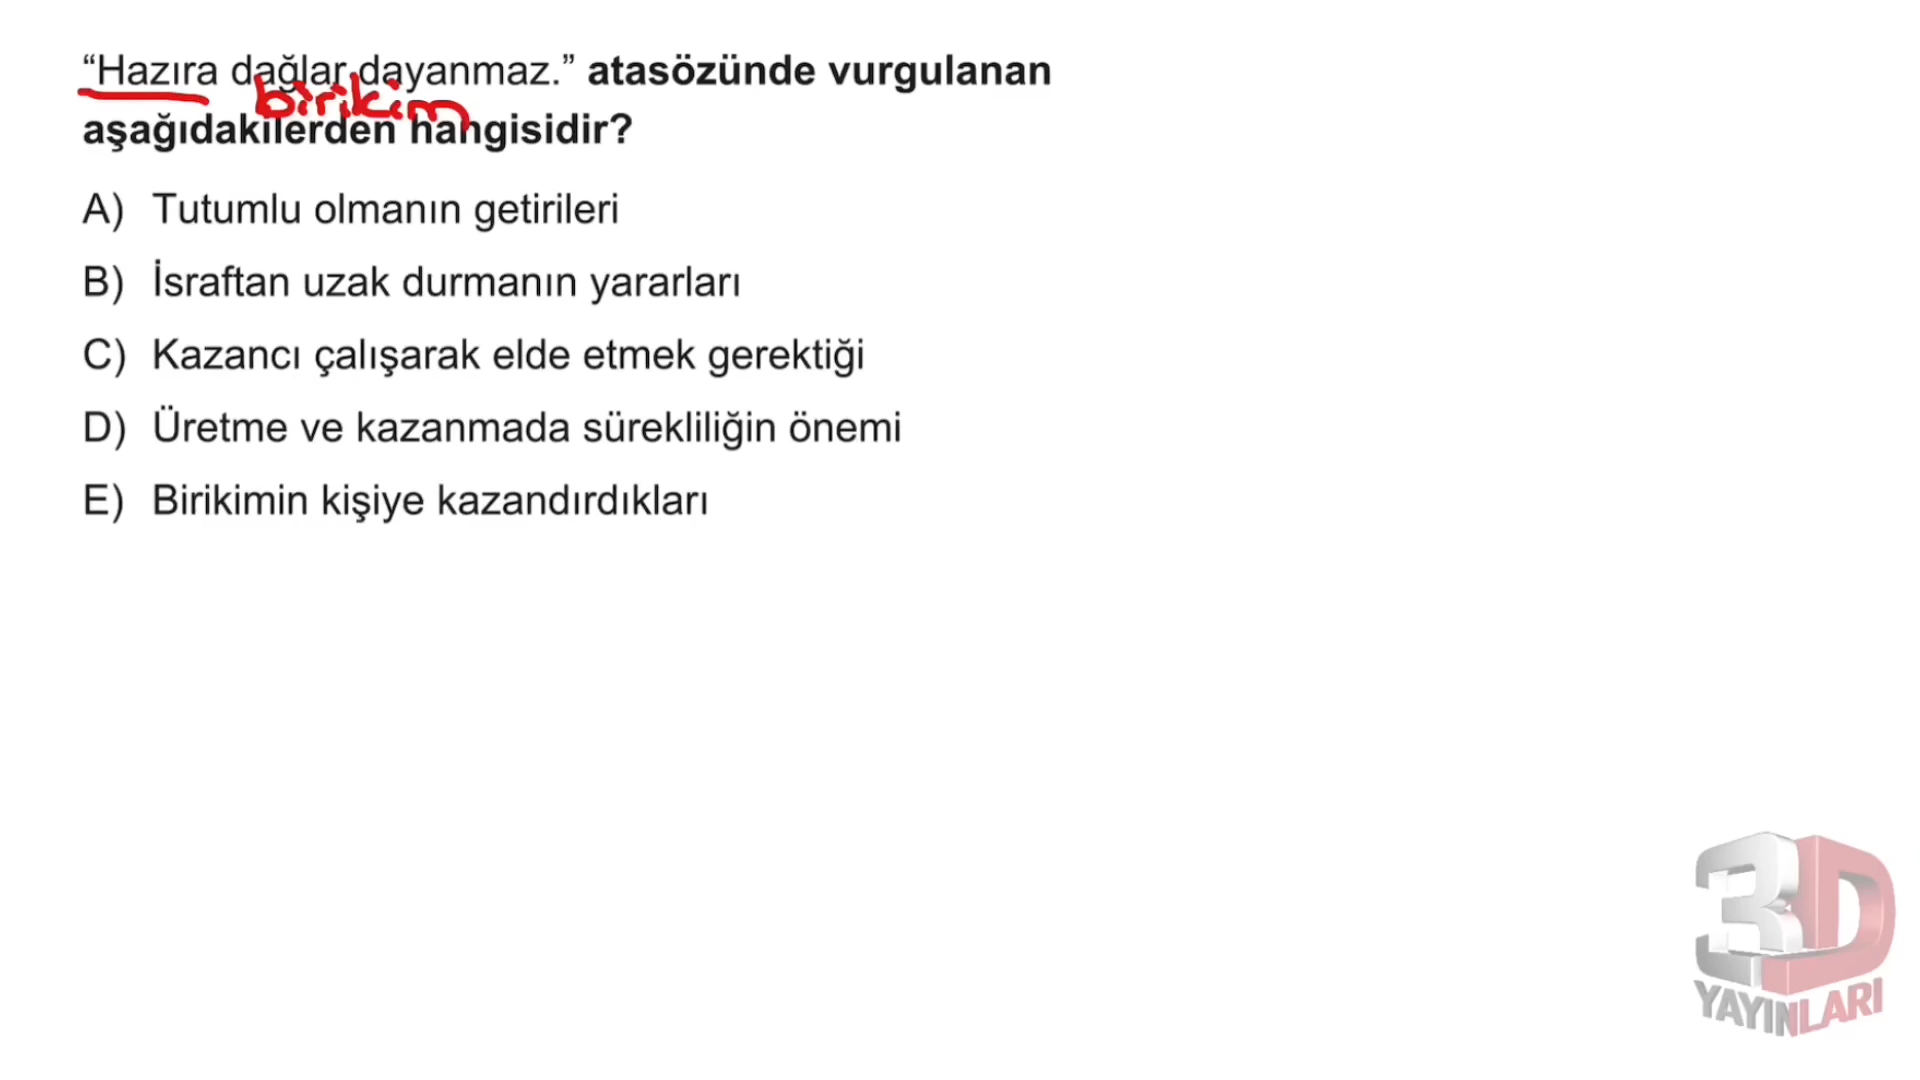 “Hazıra dağlar dayanmaz.” atasözünde vurgulanan
birikim
aşağıdakilerden hangisidir?
A) Tutumlu olmanın getirileri
B) İsraftan uzak durmanın yararları
C) Kazancı çalışarak elde etmek gerektiği
D) Üretme ve kazanmada sürekliliğin önemi
E) Birikimin kişiye kazandırdıkları
3D
YAYINLARI